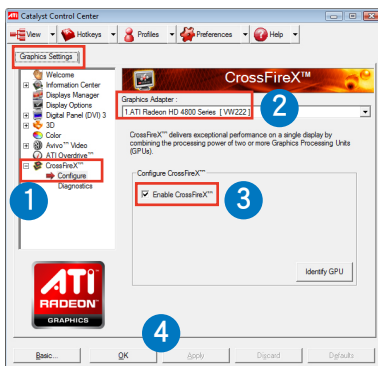 ATI Catalyst Control Center
View Hotkeys Profiles Preferences Help
Graphics Settings
Welcome
Information Center
Displays Manager
Display Options
Digital Panel (DVI) 3
3D
Color
Avivo™ Video
ATI Overdrive™
CrossFireX™
Configure
Diagnostics
1
ATI
RADEON
GRAPHICS
CrossFireX™
Graphics Adapter :
1.ATI Radeon HD 4800 Series [ VW222 ]
2
CrossFireX™ delivers exceptional performance on a single display by
combining the processing power of two or more Graphics Processing Units
(GPUs).
Configure CrossFireX™
Enable CrossFireX™
3
Identify GPU
4
Basic... OK Apply Discard Defaults